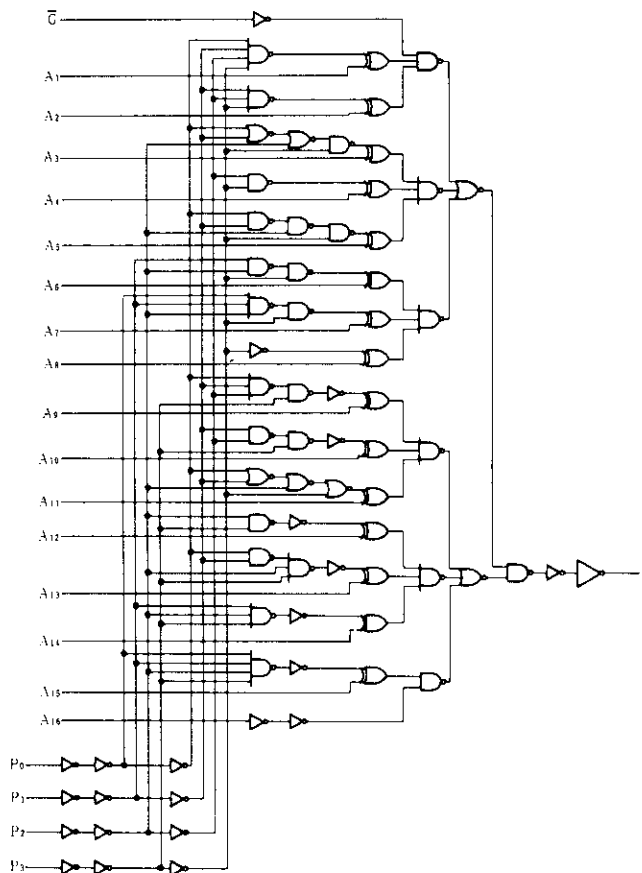 G̅
A₁
A₂
A₃
A₄
A₅
A₆
A₇
A₈
A₉
A₁₀
A₁₁
A₁₂
A₁₃
A₁₄
A₁₅
A₁₆
P₀
P₁
P₂
P₃